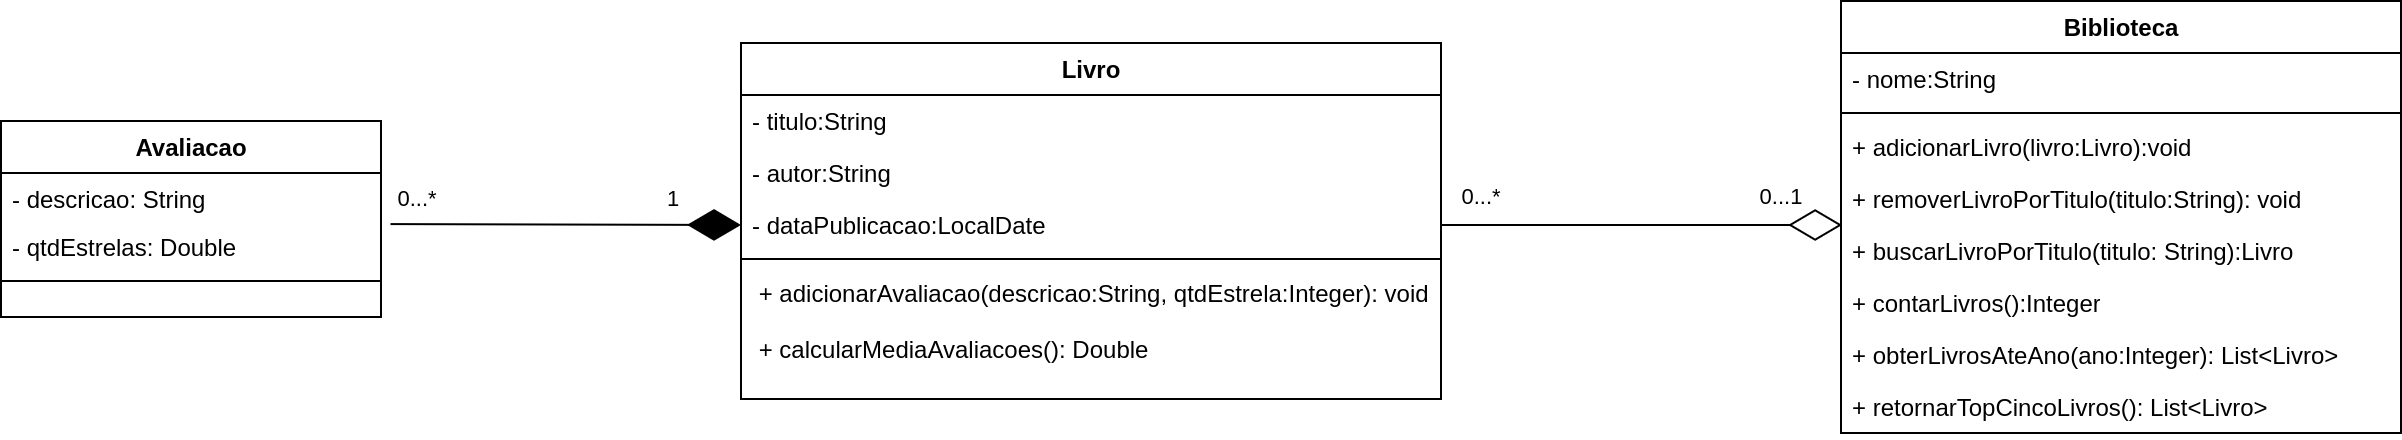 Avaliacao
- descricao: String
- qtdEstrelas: Double
0...*
1
Livro
- titulo:String
- autor:String
- dataPublicacao:LocalDate
+ adicionarAvaliacao(descricao:String, qtdEstrela:Integer): void
+ calcularMediaAvaliacoes(): Double
0...*
0...1
Biblioteca
- nome:String
+ adicionarLivro(livro:Livro):void
+ removerLivroPorTitulo(titulo:String): void
+ buscarLivroPorTitulo(titulo: String):Livro
+ contarLivros():Integer
+ obterLivrosAteAno(ano:Integer): List<Livro>
+ retornarTopCincoLivros(): List<Livro>